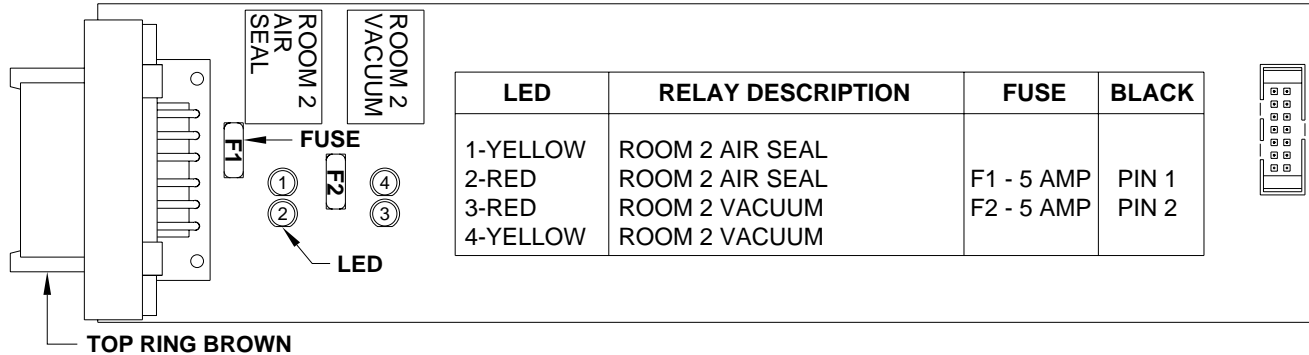 ROOM 2
AIR
SEAL
ROOM 2
VACUUM
F1
FUSE
F2
1
2
4
3
LED
TOP RING BROWN
LED RELAY DESCRIPTION FUSE BLACK
1-YELLOW ROOM 2 AIR SEAL
2-RED ROOM 2 AIR SEAL F1 - 5 AMP PIN 1
3-RED ROOM 2 VACUUM F2 - 5 AMP PIN 2
4-YELLOW ROOM 2 VACUUM